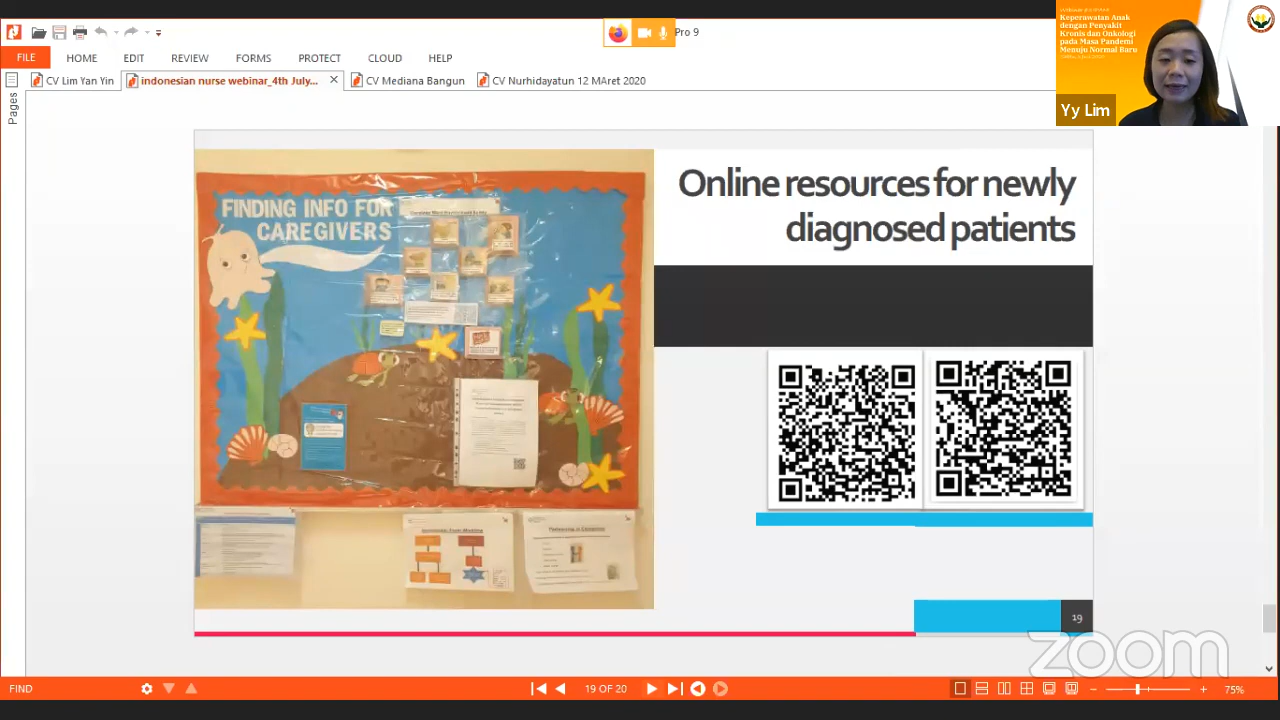 Pro 9
FILE
HOME
EDIT
REVIEW
FORMS
PROTECT
CLOUD
HELP
Pages
CV Lim Yan Yin
indonesian nurse webinar_4th July...
CV Mediana Bangun
CV Nurhidayatun 12 MAret 2020
Keperawatan Anak
dengan Penyakit
Kronis dan Onkologi
pada Masa Pandemi
Menuju Normal Baru
Yy Lim
FINDING INFO FOR
CAREGIVERS
Online resources for newly
diagnosed patients
19
zoom
FIND
19 OF 20
75%